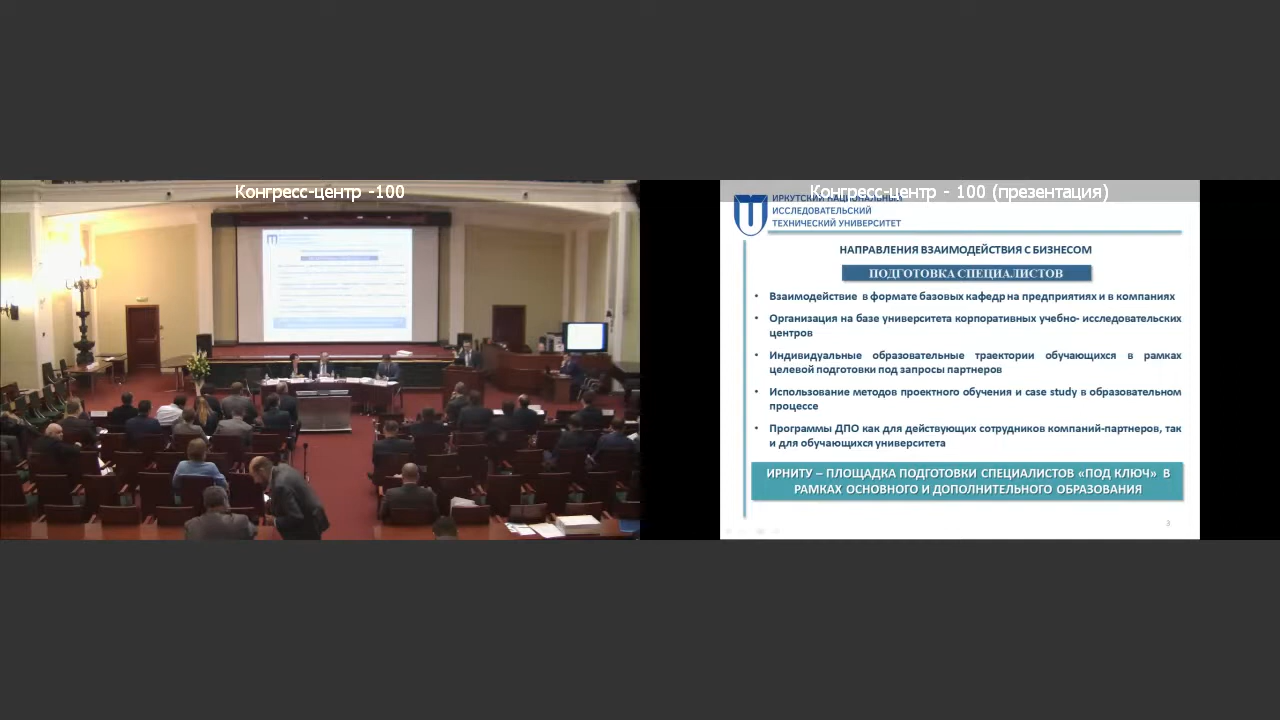 Конгресс-центр -100
Конгресс-центр - 100 (презентация)
ИРКУТСКИЙ НАЦИОНАЛЬНЫЙ
ИССЛЕДОВАТЕЛЬСКИЙ
ТЕХНИЧЕСКИЙ УНИВЕРСИТЕТ
НАПРАВЛЕНИЯ ВЗАИМОДЕЙСТВИЯ С БИЗНЕСОМ
ПОДГОТОВКА СПЕЦИАЛИСТОВ
• Взаимодействие в формате базовых кафедр на предприятиях и в компаниях
• Организация на базе университета корпоративных учебно- исследовательских
центров
• Индивидуальные образовательные траектории обучающихся в рамках
целевой подготовки под запросы партнеров
• Использование методов проектного обучения и case study в образовательном
процессе
• Программы ДПО как для действующих сотрудников компаний-партнеров, так
и для обучающихся университета
ИРНИТУ – ПЛОЩАДКА ПОДГОТОВКИ СПЕЦИАЛИСТОВ «ПОД КЛЮЧ» В
РАМКАХ ОСНОВНОГО И ДОПОЛНИТЕЛЬНОГО ОБРАЗОВАНИЯ
3